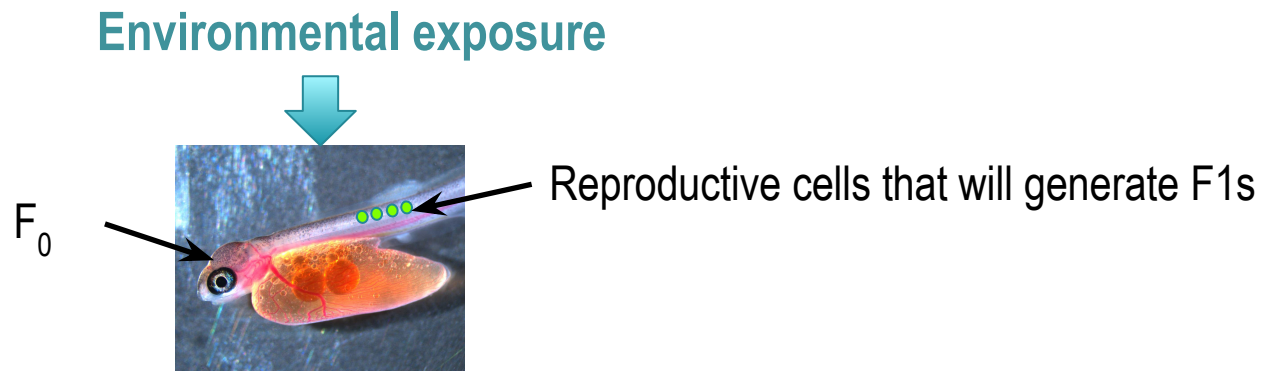 Environmental exposure
Reproductive cells that will generate F1s
F0